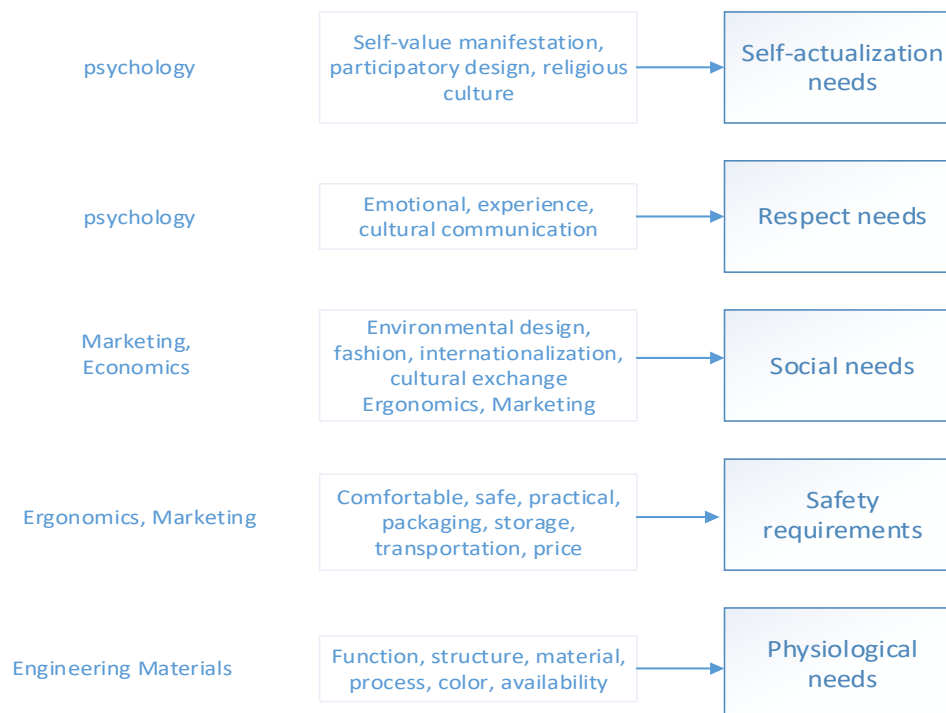 psychology
Self-value manifestation,
participatory design, religious
culture
Self-actualization
needs
psychology
Emotional, experience,
cultural communication
Respect needs
Marketing,
Economics
Environmental design,
fashion, internationalization,
cultural exchange
Ergonomics, Marketing
Social needs
Ergonomics, Marketing
Comfortable, safe, practical,
packaging, storage,
transportation, price
Safety
requirements
Engineering Materials
Function, structure, material,
process, color, availability
Physiological
needs